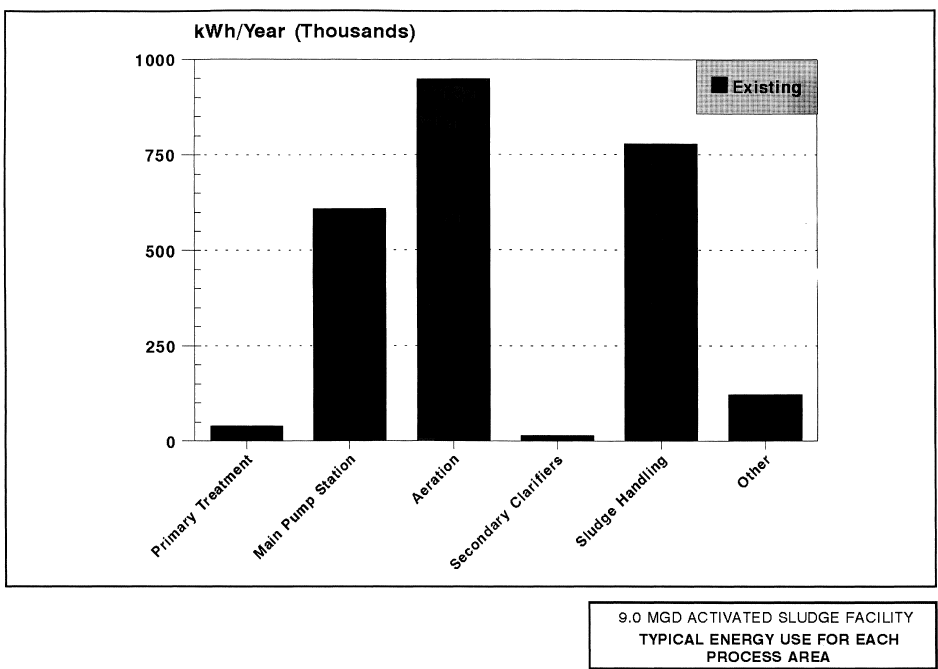 kWh/Year (Thousands)
1000
750
500
250
0
Existing
Primary Treatment
Main Pump Station
Aeration
Secondary Clarifiers
Sludge Handling
Other
9.0 MGD ACTIVATED SLUDGE FACILITY
TYPICAL ENERGY USE FOR EACH
PROCESS AREA